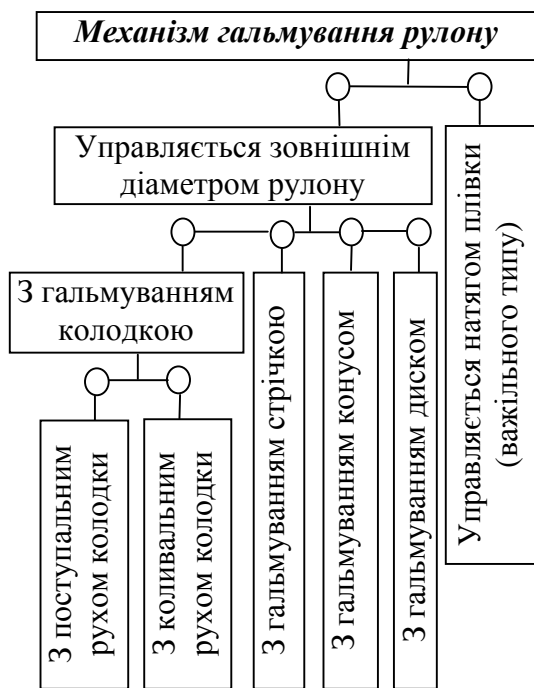 Механізм гальмування рулону
Управляється зовнішнім
діаметром рулону
Управляється натягом плівки
(важільного типу)
З гальмуванням
колодкою
З гальмуванням стрічкою
З гальмуванням конусом
З гальмуванням диском
З поступальним
рухом колодки
З коливальним
рухом колодки